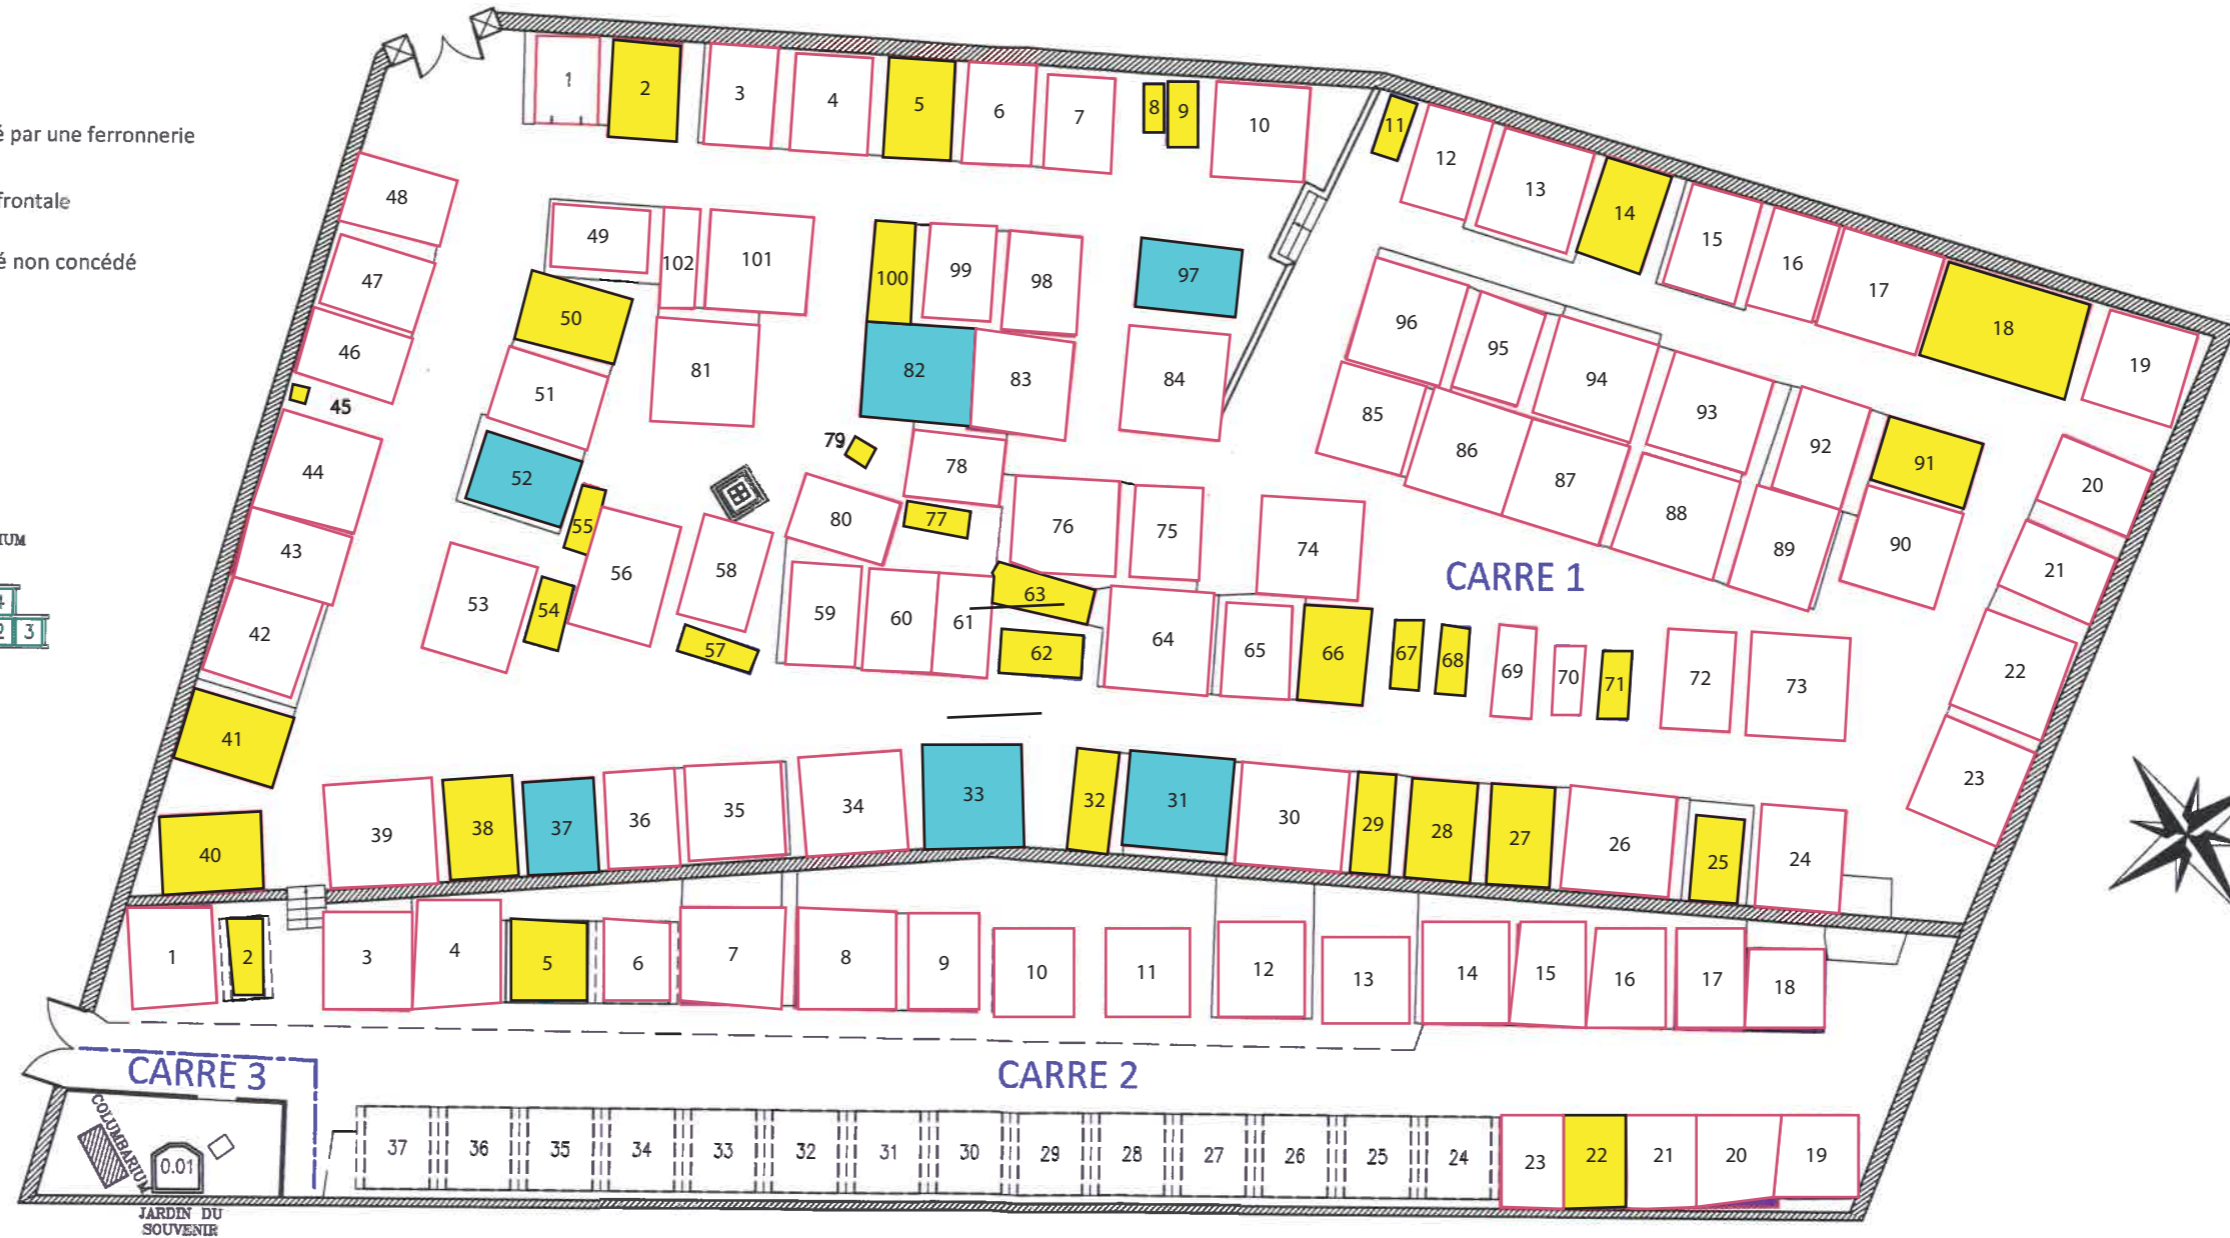 par une ferronnerie
frontale
non concédé
1 2 3 4 5 6 7 8 9 10
11 12 13 14 15 16 17 18 19
48 49 102 101 100 99 98 97
47 50 81 82 83 84
96 95 94 93 92 91 20
46 51
45
85 86 87 88 89 90 21
44 52 55 79 78
80 77 76 75 74
43 53 54 56 58
CARRE 1
3
42 57 59 60 61 63 62 64 65 66 67 68 69 70 71 72 73 22
41
23
40 39 38 37 36 35 34 33 32 31 30 29 28 27 26 25 24
1 2 3 4 5 6 7 8 9 10 11 12 13 14 15 16 17 18
CARRE 3
CARRE 2
COLUMBARIUM
0.01
37 36 35 34 33 32 31 30 29 28 27 26 25 24 23 22 21 20 19
JARDIN DU
SOUVENIR